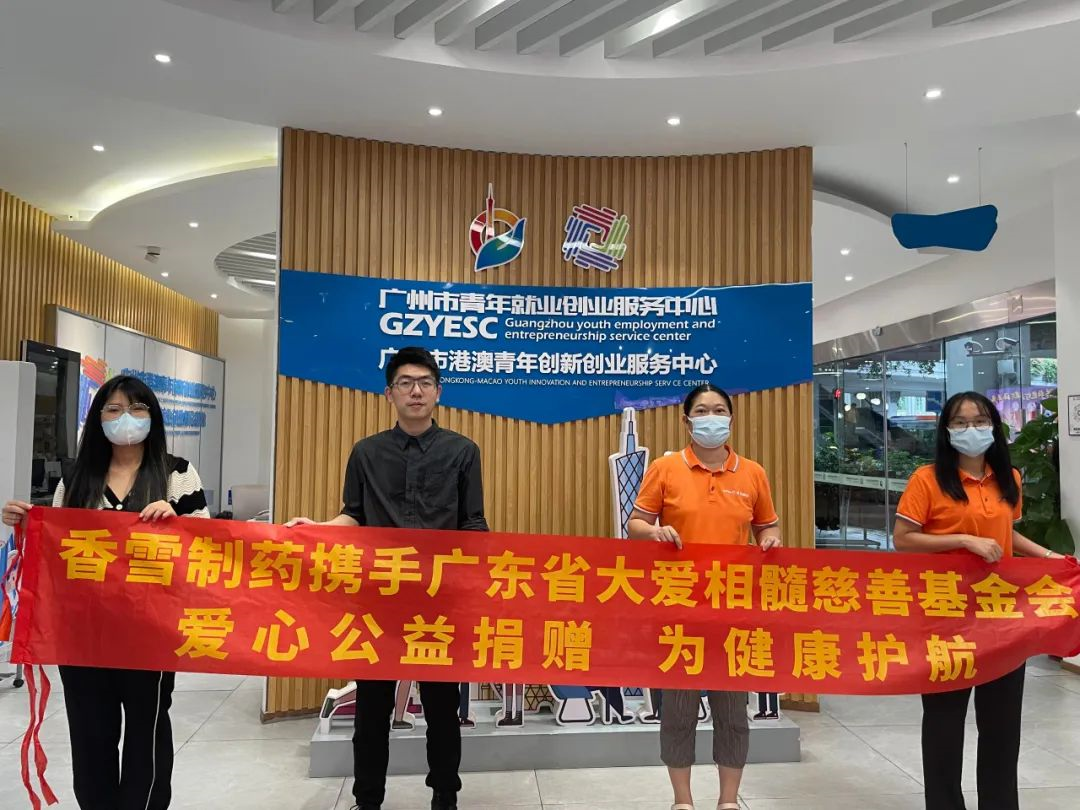 广州市青年就业创业服务中心
GZYESC
Guangzhou youth employment and
entrepreneurship service center
广 市港澳青年创新创业服务中心
ONGKONG-MACAO YOUTH INNOVATION AND ENTREPRENEURSHIP SERV CE CENTER
香雪制药携手广东省大爱相髓慈善基金会
爱心公益捐赠 为健康护航